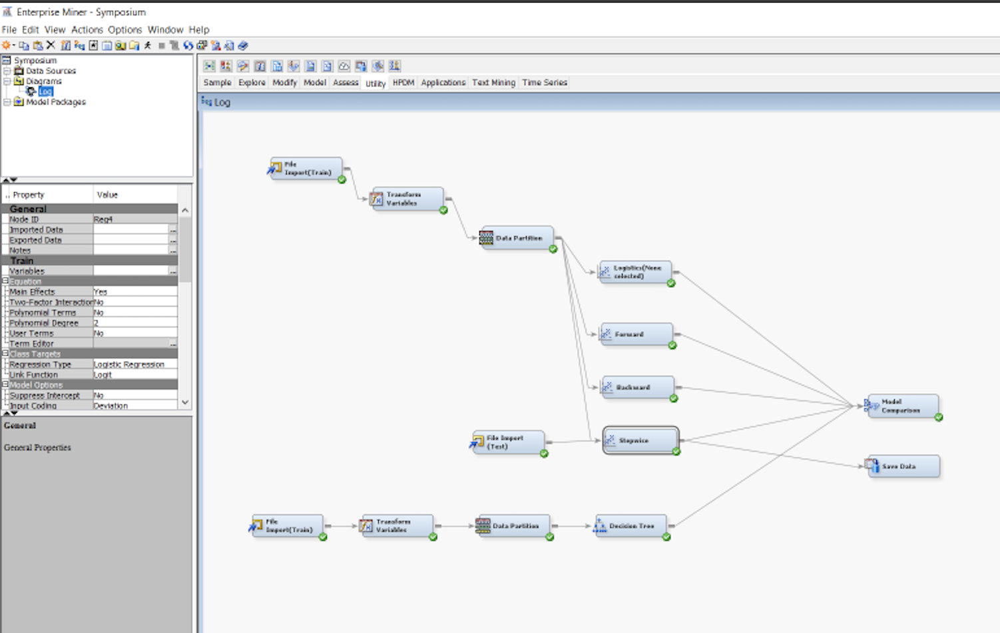 Enterprise Miner - Symposium
File Edit View Actions Options Window Help
Symposium
Data Sources
Diagrams
Log
Model Packages
Sample Explore Modify Model Assess Utility HPDM Applications Text Mining Time Series
Log
.. Property Value
General
Node ID Reg4
Imported Data ...
Exported Data ...
Notes ...
Train
Variables ...
Equation
Main Effects Yes
Two-Factor Interaction No
Polynomial Terms No
Polynomial Degree 2
User Terms No
Term Editor ...
Class Targets
Regression Type Logistic Regression
Link Function Logit
Model Options
Suppress Intercept No
Input Coding Deviation
General
General Properties
File
Import(Train)
Transform
Variables
Data Partition
Logistics(None
selected)
Forward
Backward
File Import
(Test)
Stepwise
Model
Comparison
Save Data
File
Import(Train)
Transform
Variables
Data Partition
Decision Tree